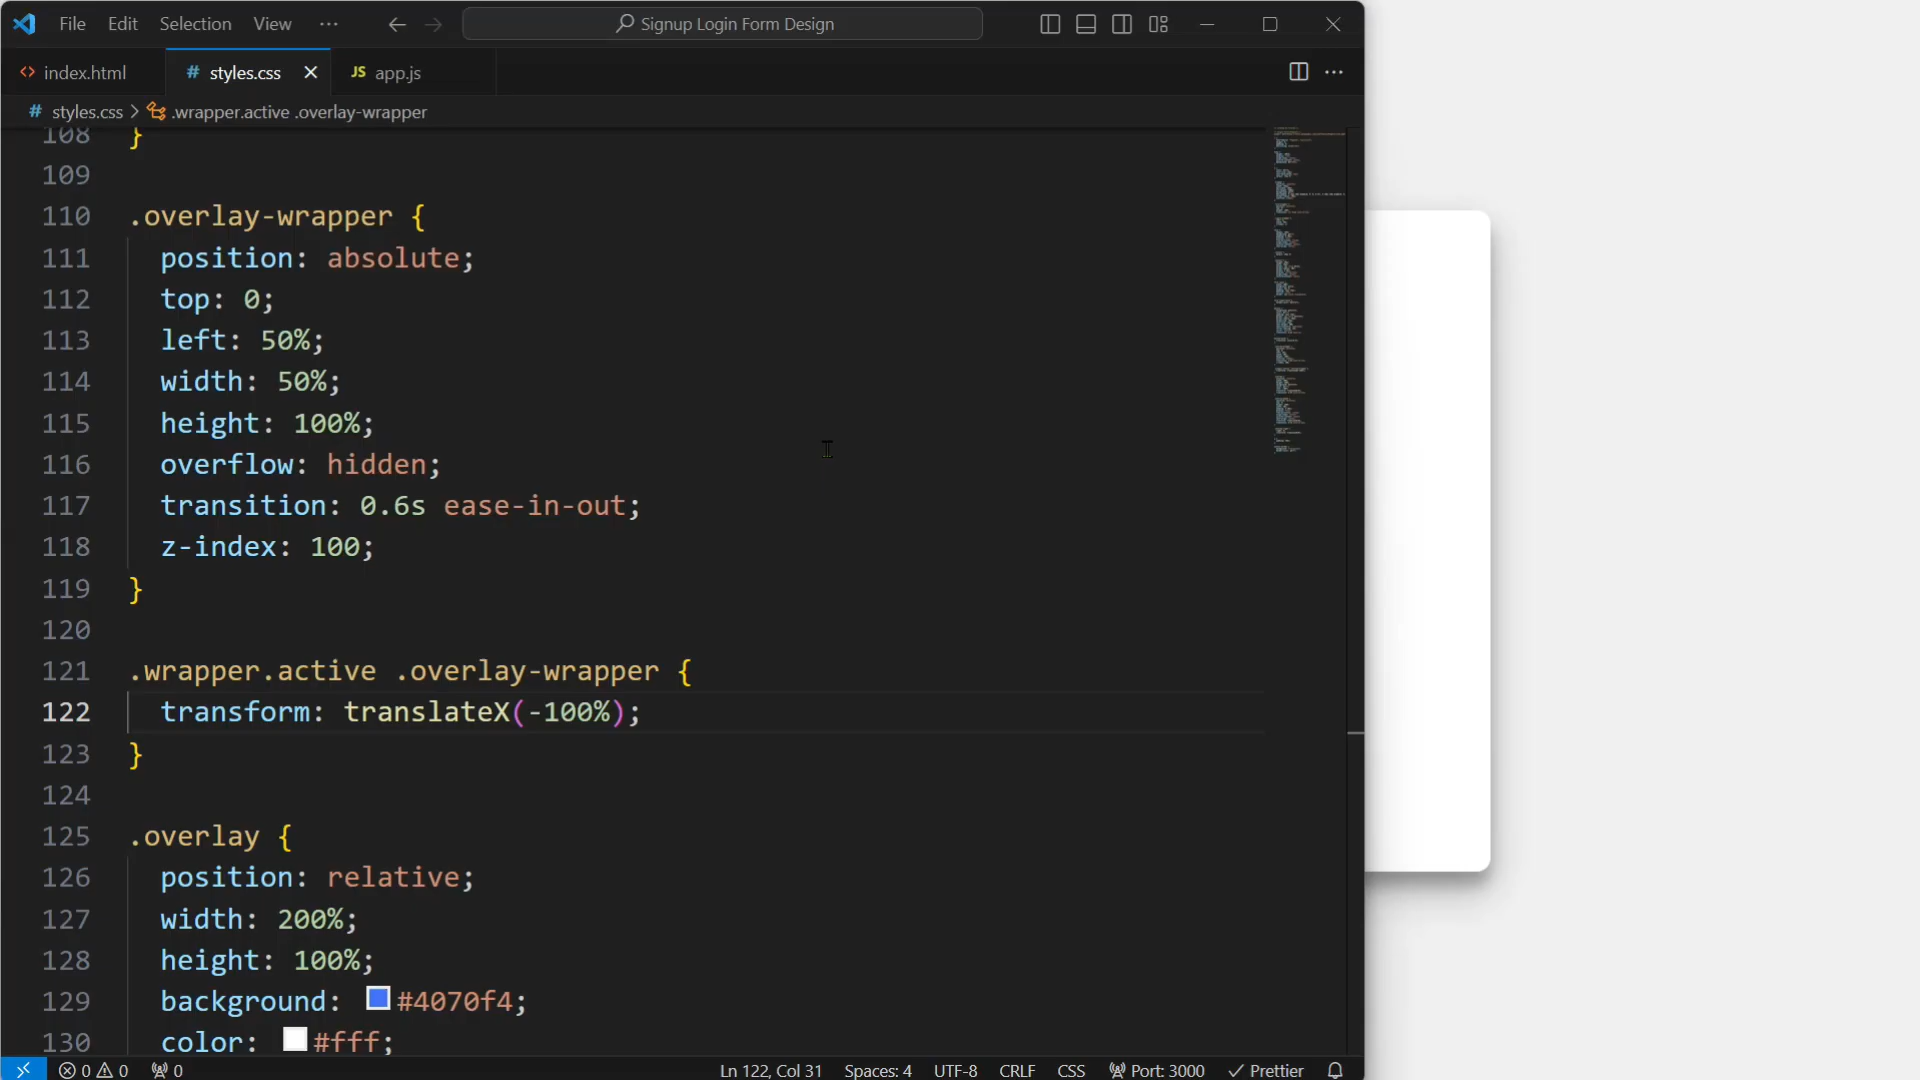 File Edit Selection View ··· Signup Login Form Design
index.html # styles.css JS app.js ···
# styles.css > .wrapper.active .overlay-wrapper
108 }
109
110 .overlay-wrapper {
111 position: absolute;
112 top: 0;
113 left: 50%;
114 width: 50%;
115 height: 100%;
116 overflow: hidden;
117 transition: 0.6s ease-in-out;
118 z-index: 100;
119 }
120
121 .wrapper.active .overlay-wrapper {
122 transform: translateX(-100%);
123 }
124
125 .overlay {
126 position: relative;
127 width: 200%;
128 height: 100%;
129 background: #4070f4;
130 color: #fff;
0 0 0 Ln 122, Col 31 Spaces: 4 UTF-8 CRLF CSS Port: 3000 Prettier